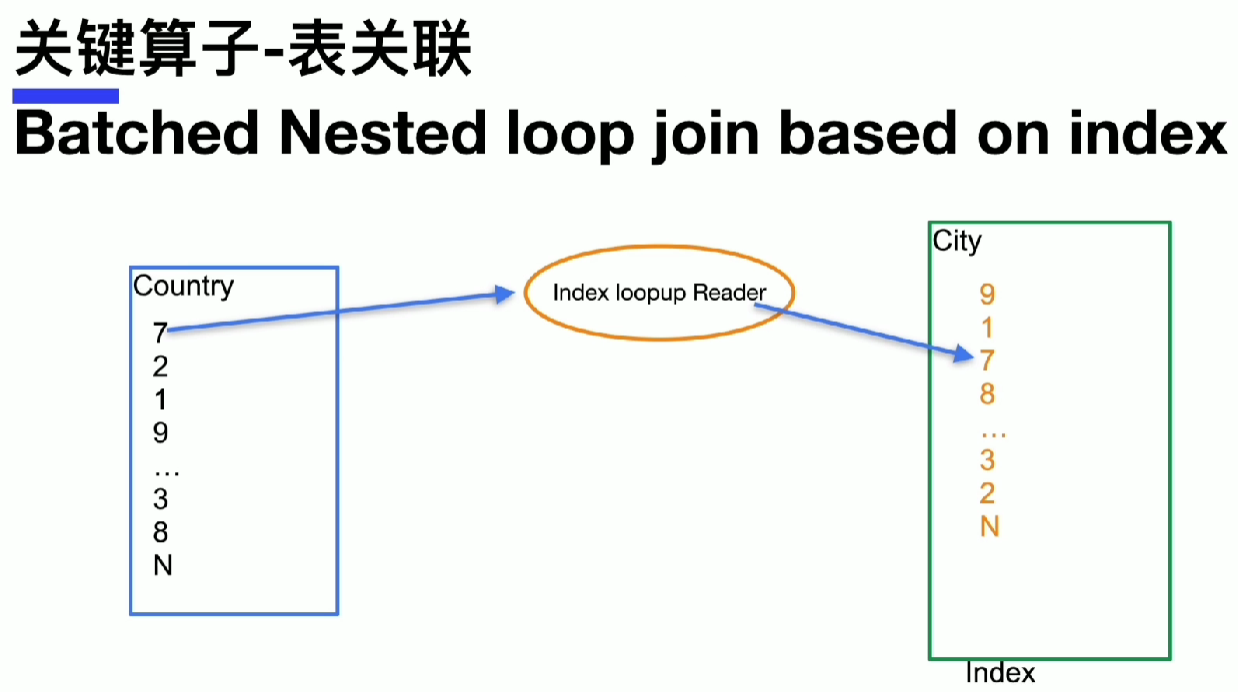 关键算子-表关联
Batched Nested loop join based on index
Country
7
2
1
9
...
3
8
N
Index loopup Reader
City
9
1
7
8
...
3
2
N
Index